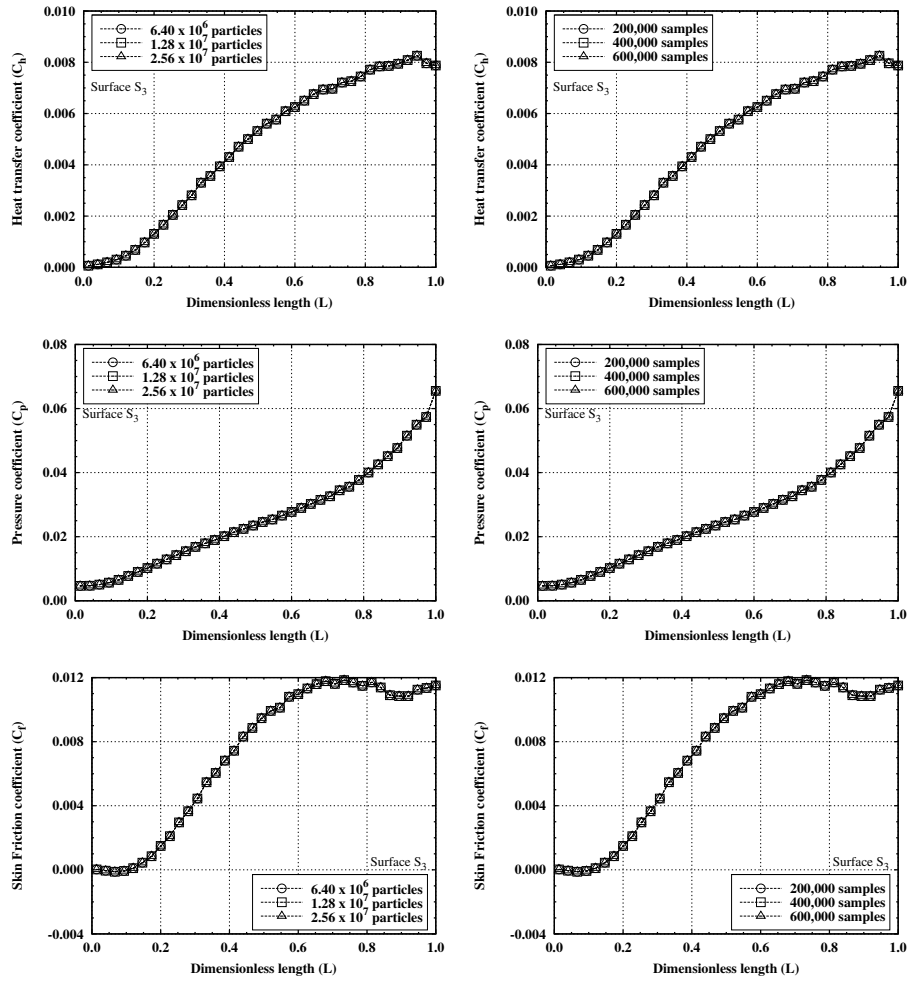 Heat transfer coefficient (C_h)
0.010
0.008
0.006
0.004
0.002
0.000
6.40 x 10^6 particles
1.28 x 10^7 particles
2.56 x 10^7 particles
Surface S_3
0.0 0.2 0.4 0.6 0.8 1.0
Dimensionless length (L)
Heat transfer coefficient (C_h)
0.010
0.008
0.006
0.004
0.002
0.000
200,000 samples
400,000 samples
600,000 samples
Surface S_3
0.0 0.2 0.4 0.6 0.8 1.0
Dimensionless length (L)
Pressure coefficient (C_p)
0.08
0.06
0.04
0.02
0.00
6.40 x 10^6 particles
1.28 x 10^7 particles
2.56 x 10^7 particles
Surface S_3
0.0 0.2 0.4 0.6 0.8 1.0
Dimensionless length (L)
Pressure coefficient (C_p)
0.08
0.06
0.04
0.02
0.00
200,000 samples
400,000 samples
600,000 samples
Surface S_3
0.0 0.2 0.4 0.6 0.8 1.0
Dimensionless length (L)
Skin Friction coefficient (C_f)
0.012
0.008
0.004
0.000
-0.004
Surface S_3
6.40 x 10^6 particles
1.28 x 10^7 particles
2.56 x 10^7 particles
0.0 0.2 0.4 0.6 0.8 1.0
Dimensionless length (L)
Skin Friction coefficient (C_f)
0.012
0.008
0.004
0.000
-0.004
Surface S_3
200,000 samples
400,000 samples
600,000 samples
0.0 0.2 0.4 0.6 0.8 1.0
Dimensionless length (L)